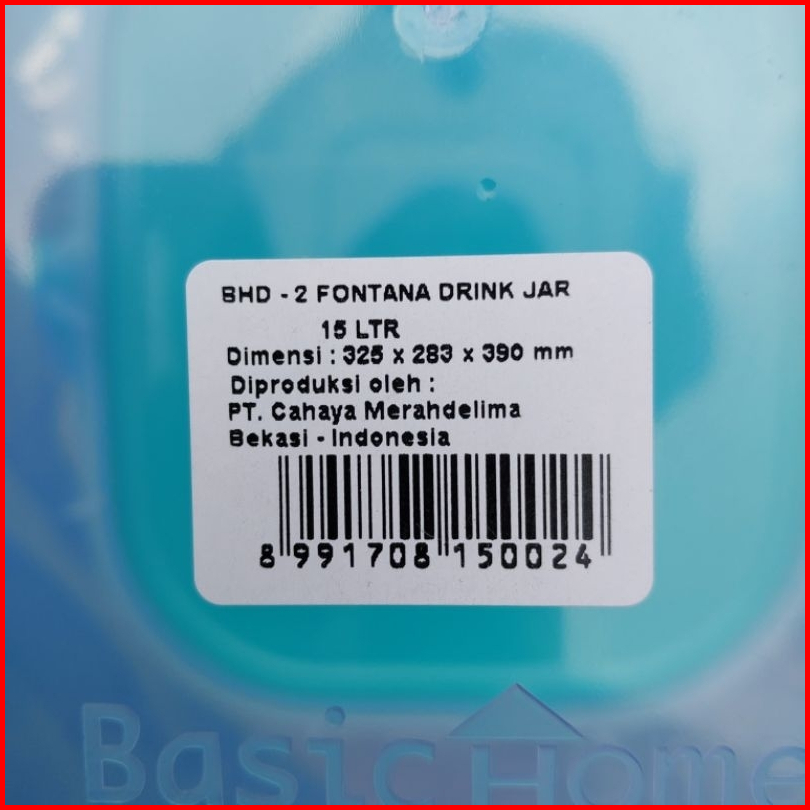 BHD - 2 FONTANA DRINK JAR
15 LTR
Dimensi : 325 x 283 x 390 mm
Diproduksi oleh :
PT. Cahaya Merahdelima
Bekasi - Indonesia
8 991708 150024
Basic Home